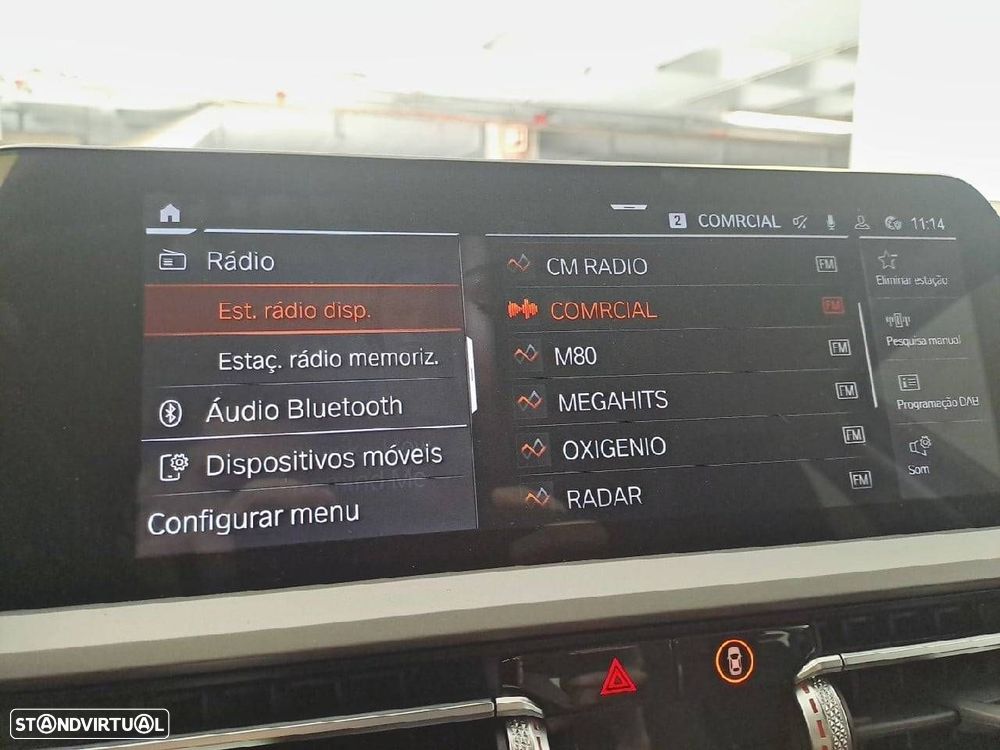 2 COMRCIAL 11:14
Rádio
Est. rádio disp.
Estaç. rádio memoriz.
Áudio Bluetooth
Dispositivos móveis
Configurar menu
CM RADIO FM
COMRCIAL FM
M80 FM
MEGAHITS FM
OXIGENIO FM
RADAR FM
Eliminar estação
Pesquisa manual
Programação DAB
Som
STANDVIRTUAL